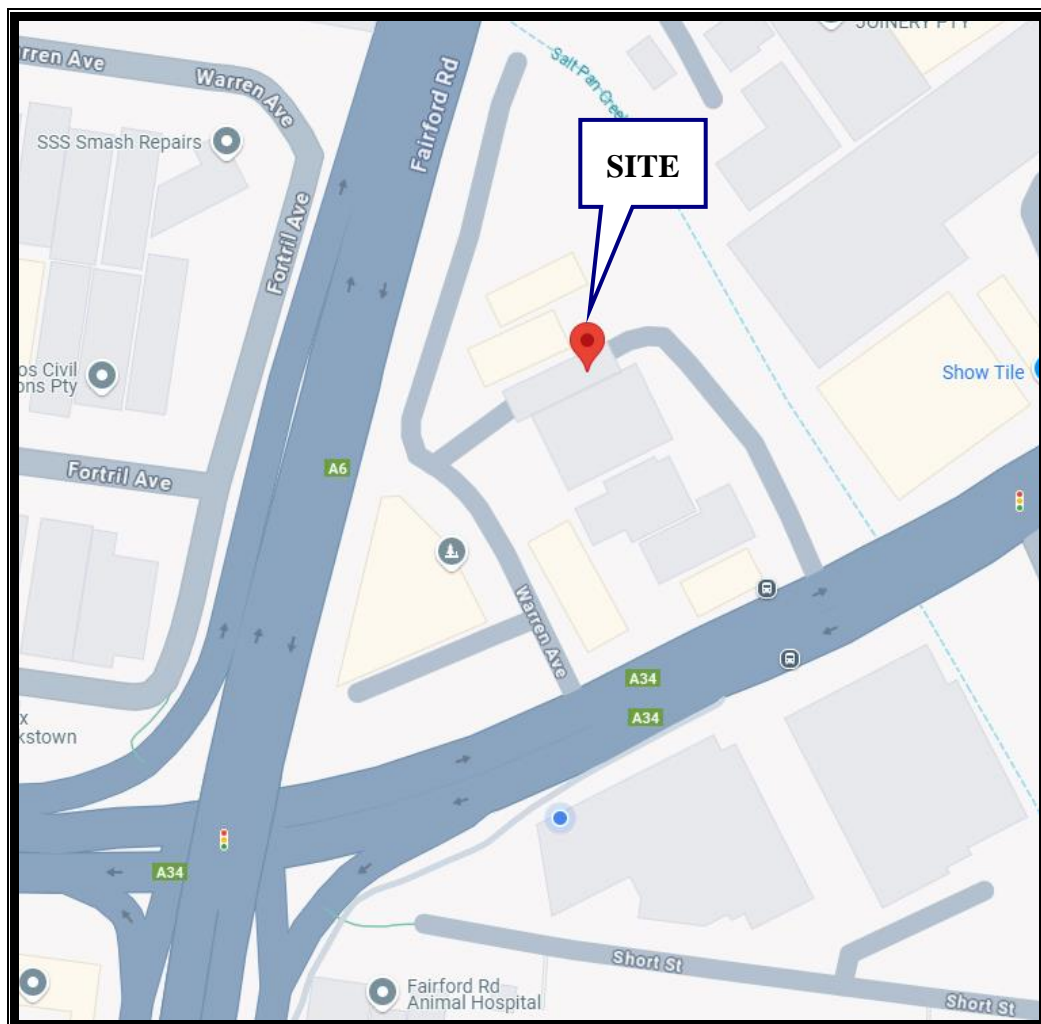 JOINERY PTY
rren Ave
Warren Ave
Fairford Rd
Salt Pan Creek
SSS Smash Repairs
SITE
Fortril Ave
os Civil
ons Pty
Show Tile
A6
Fortril Ave
Warren Ave
A34
A34
x
kstown
A34
Short St
Fairford Rd
Animal Hospital
Short St